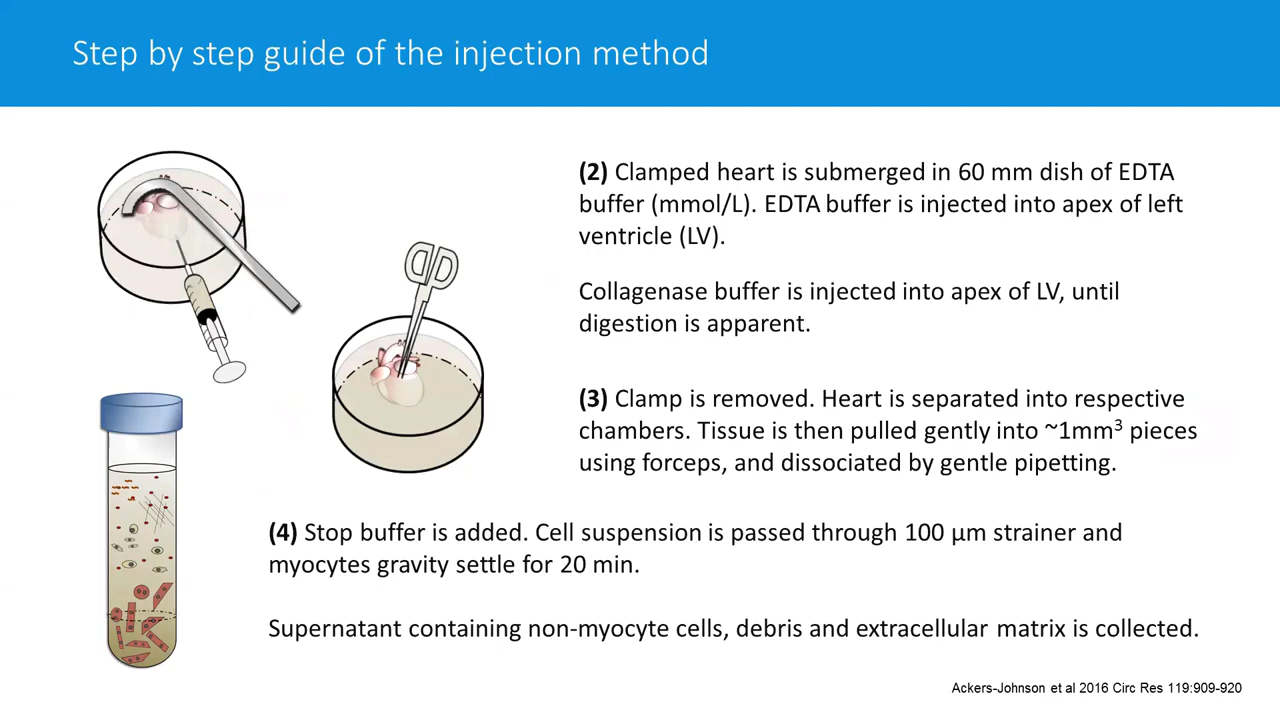 Step by step guide of the injection method
(2) Clamped heart is submerged in 60 mm dish of EDTA
buffer (mmol/L). EDTA buffer is injected into apex of left
ventricle (LV).
Collagenase buffer is injected into apex of LV, until
digestion is apparent.
(3) Clamp is removed. Heart is separated into respective
chambers. Tissue is then pulled gently into ~1mm³ pieces
using forceps, and dissociated by gentle pipetting.
(4) Stop buffer is added. Cell suspension is passed through 100 µm strainer and
myocytes gravity settle for 20 min.
Supernatant containing non-myocyte cells, debris and extracellular matrix is collected.
Ackers-Johnson et al 2016 Circ Res 119:909-920